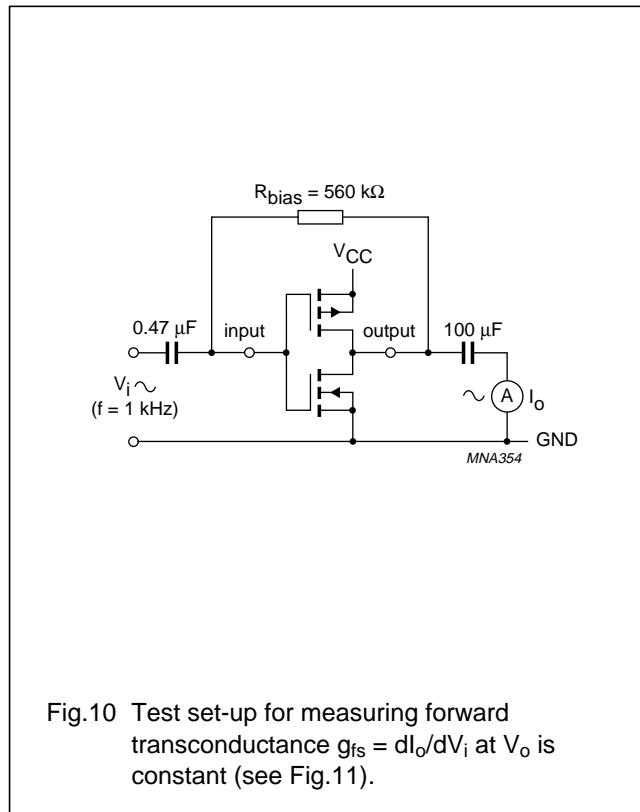 R_bias = 560 kΩ
V_CC
0.47 µF
input
output
100 µF
V_i
(f = 1 kHz)
A
I_o
GND
MNA354
Fig.10 Test set-up for measuring forward
transconductance g_fs = dI_o/dV_i at V_o is
constant (see Fig.11).